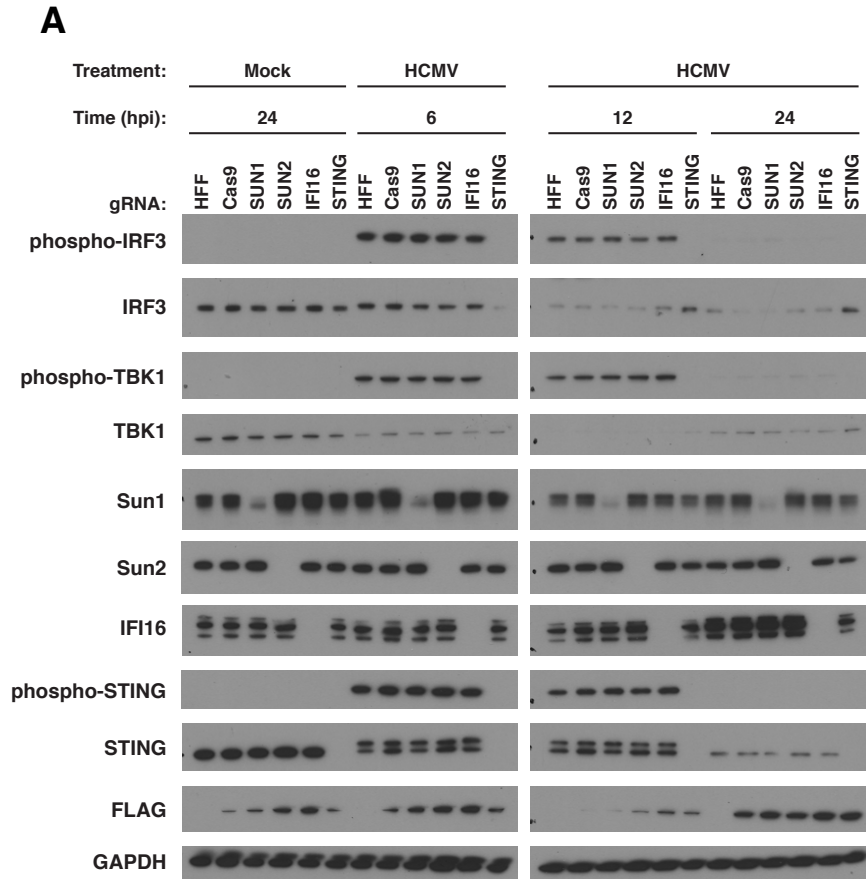 A
Treatment: Mock HCMV HCMV
Time (hpi): 24 6 12 24
gRNA: HFF Cas9 SUN1 SUN2 IFI16 STING HFF Cas9 SUN1 SUN2 IFI16 STING HFF Cas9 SUN1 SUN2 IFI16 STING HFF Cas9 SUN1 SUN2 IFI16 STING
phospho-IRF3
IRF3
phospho-TBK1
TBK1
Sun1
Sun2
IFI16
phospho-STING
STING
FLAG
GAPDH